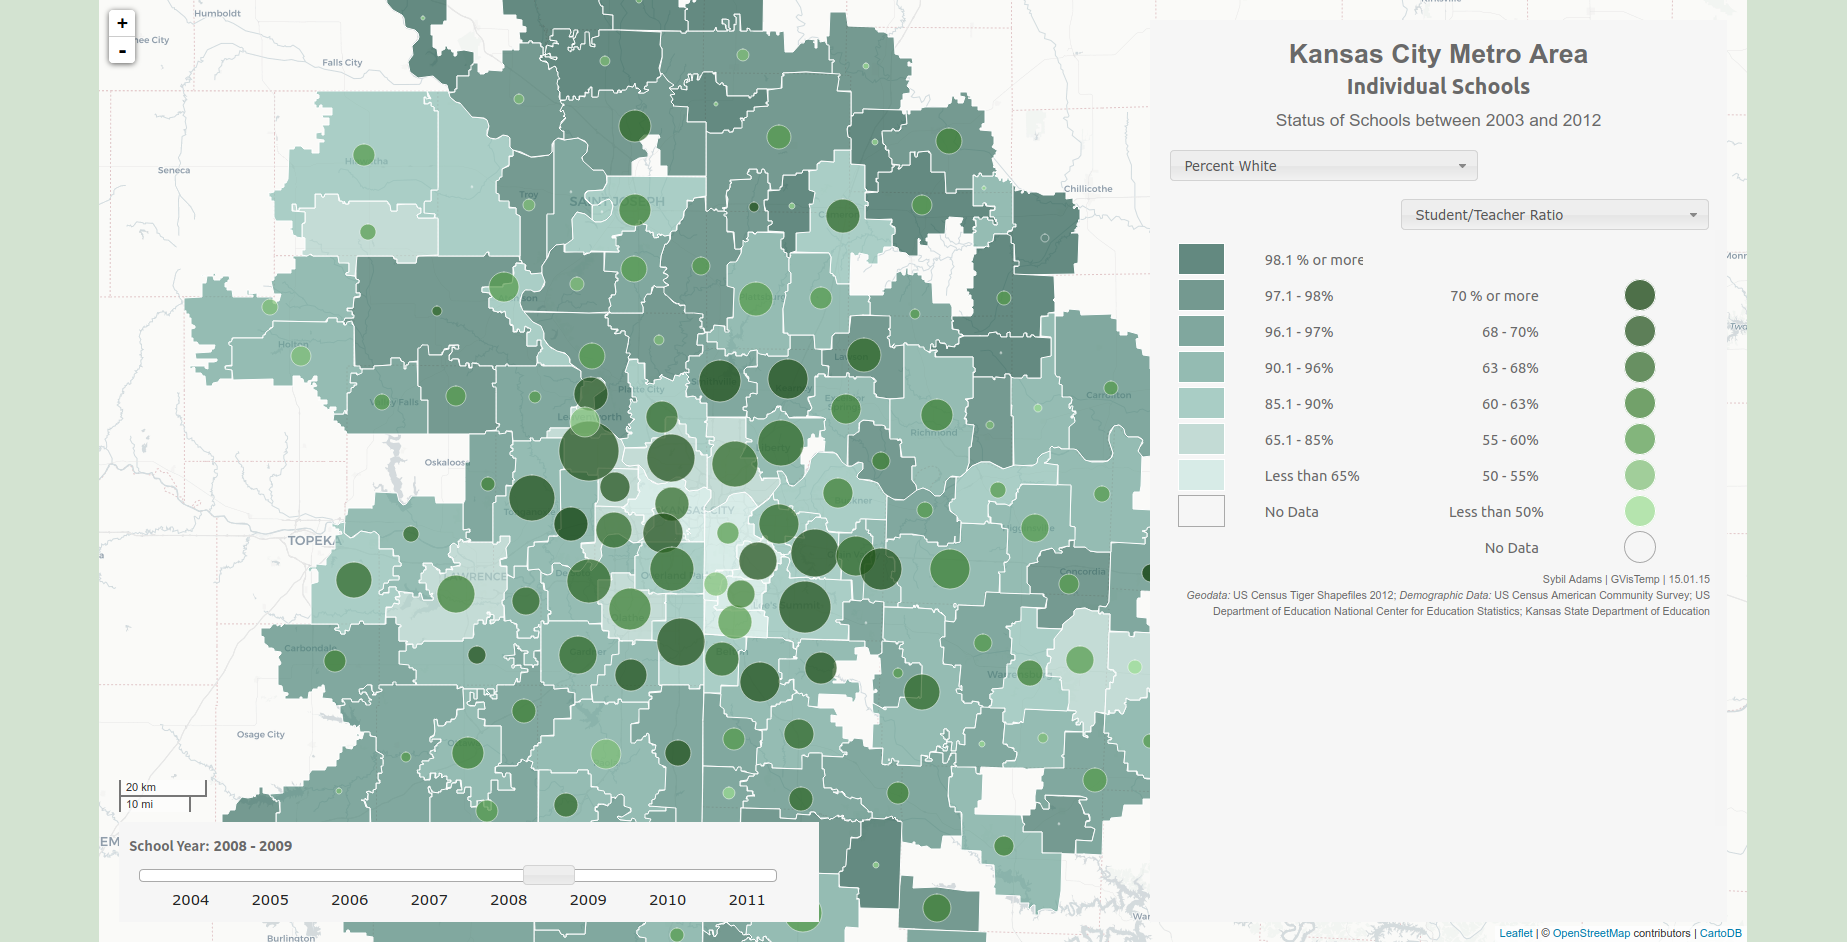 +
-
Humboldt
Falls City
Seneca
Chillicothe
Troy
SAINT JOSEPH
Holton
Valley Falls
Platte City
Lawson
Carrollton
Richmond
Oskaloosa
TOPEKA
KANSAS CITY
LAWRENCE
Concordia
Carbondale
Osage City
Burlington
20 km
10 mi
School Year: 2008 - 2009
2004 2005 2006 2007 2008 2009 2010 2011
Kansas City Metro Area
Individual Schools
Status of Schools between 2003 and 2012
Percent White
Student/Teacher Ratio
98.1 % or more
97.1 - 98% 70 % or more
96.1 - 97% 68 - 70%
90.1 - 96% 63 - 68%
85.1 - 90% 60 - 63%
65.1 - 85% 55 - 60%
Less than 65% 50 - 55%
No Data Less than 50%
No Data
Sybil Adams | GVisTemp | 15.01.15
Geodata: US Census Tiger Shapefiles 2012; Demographic Data: US Census American Community Survey; US
Department of Education National Center for Education Statistics; Kansas State Department of Education
Leaflet | © OpenStreetMap contributors | CartoDB